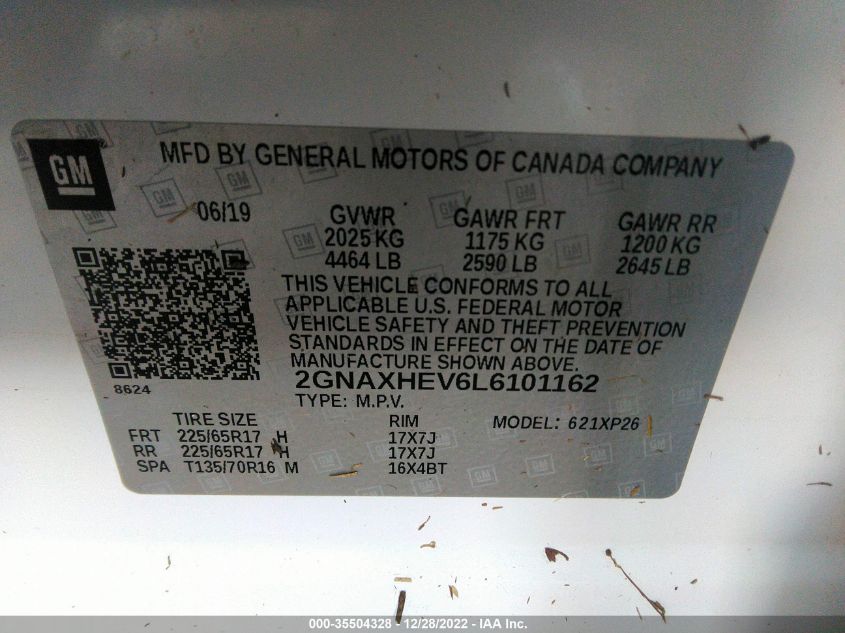 GM
MFD BY GENERAL MOTORS OF CANADA COMPANY
06/19 GVWR GAWR FRT GAWR RR
2025 KG 1175 KG 1200 KG
4464 LB 2590 LB 2645 LB
THIS VEHICLE CONFORMS TO ALL
APPLICABLE U.S. FEDERAL MOTOR
VEHICLE SAFETY AND THEFT PREVENTION
STANDARDS IN EFFECT ON THE DATE OF
MANUFACTURE SHOWN ABOVE.
8624 2GNAXHEV6L6101162
TYPE: M.P.V.
TIRE SIZE RIM MODEL: 621XP26
FRT 225/65R17 H 17X7J
RR 225/65R17 H 17X7J
SPA T135/70R16 M 16X4BT
000-35504328 - 12/28/2022 - IAA Inc.